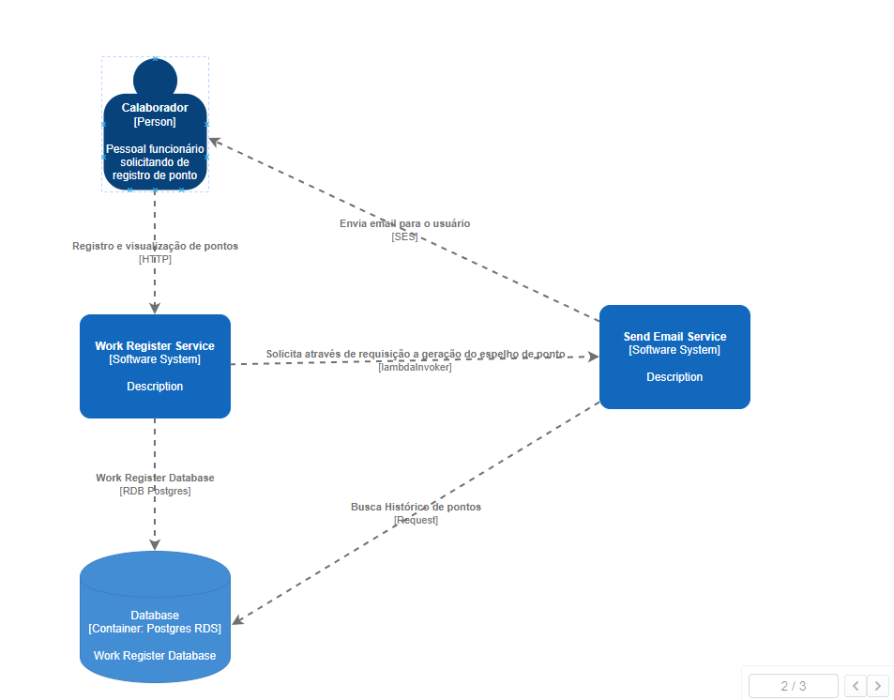 Calaborador
[Person]
Pessoal funcionário
solicitando de
registro de ponto
Envia email para o usuário
[SES]
Registro e visualização de pontos
[HTTP]
Work Register Service
[Software System]
Description
Solicita através de requisição a geração do espelho de ponto
[lambdaInvoker]
Send Email Service
[Software System]
Description
Work Register Database
[RDB Postgres]
Busca Histórico de pontos
[Request]
Database
[Container: Postgres RDS]
Work Register Database
2 / 3